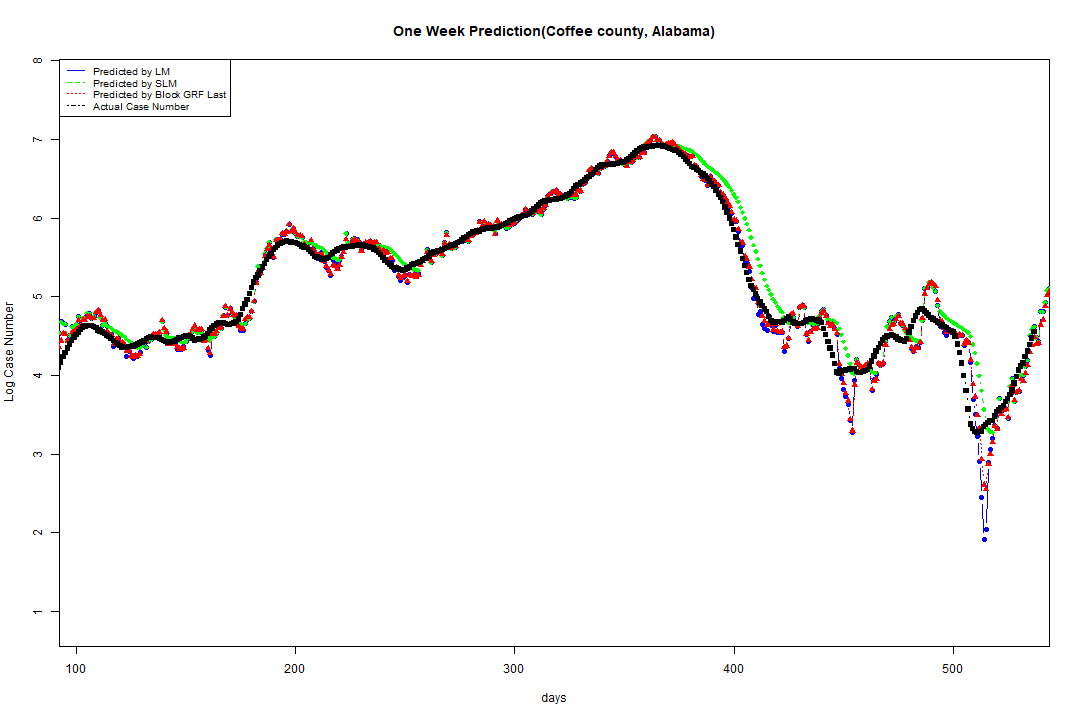 One Week Prediction(Coffee county, Alabama)
Predicted by LM
Predicted by SLM
Predicted by Block GRF Last
Actual Case Number
Log Case Number
8
7
6
5
4
3
2
1
100 200 300 400 500
days